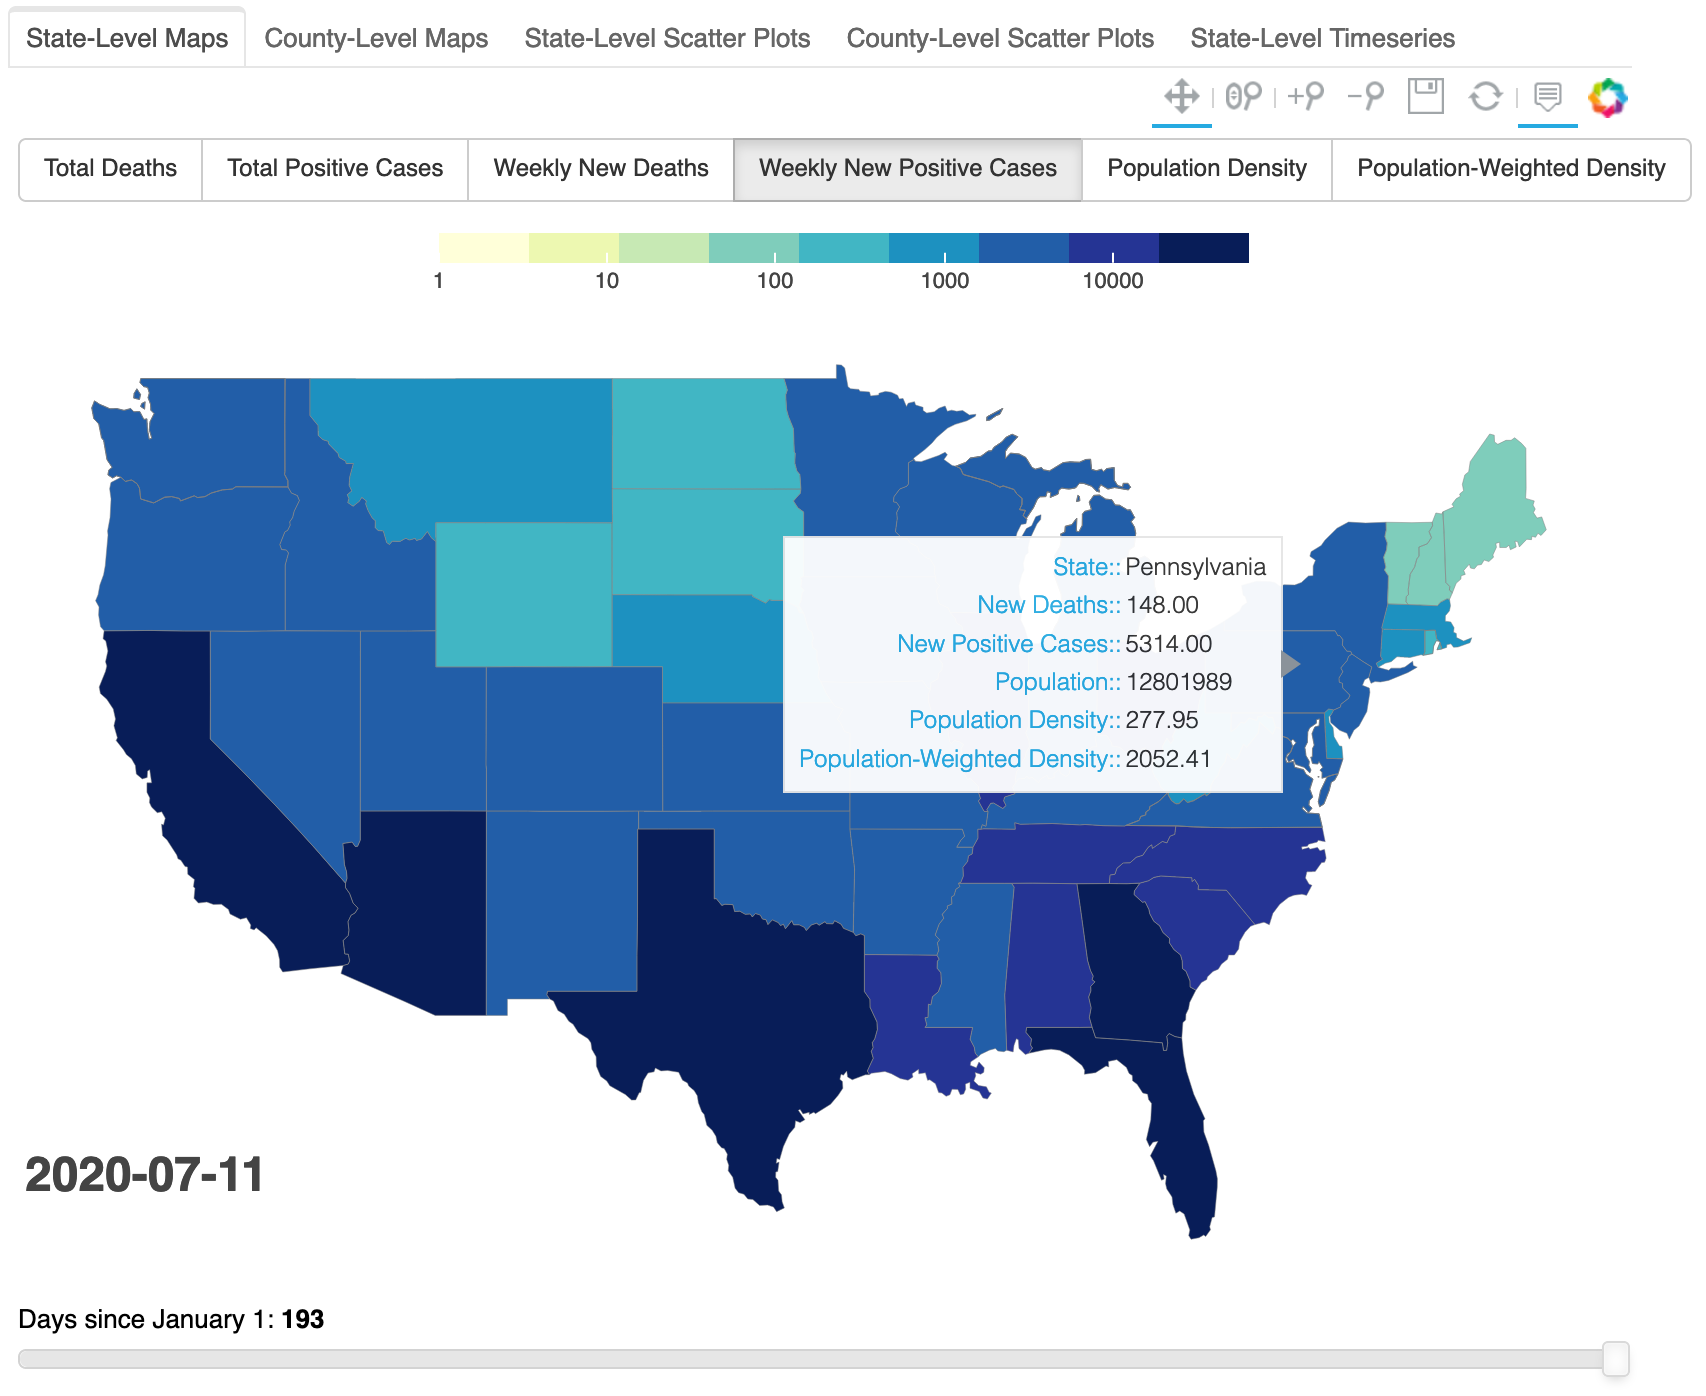 State-Level Maps County-Level Maps State-Level Scatter Plots County-Level Scatter Plots State-Level Timeseries
Total Deaths Total Positive Cases Weekly New Deaths Weekly New Positive Cases Population Density Population-Weighted Density
1 10 100 1000 10000
State:: Pennsylvania
New Deaths:: 148.00
New Positive Cases:: 5314.00
Population:: 12801989
Population Density:: 277.95
Population-Weighted Density:: 2052.41
2020-07-11
Days since January 1: 193